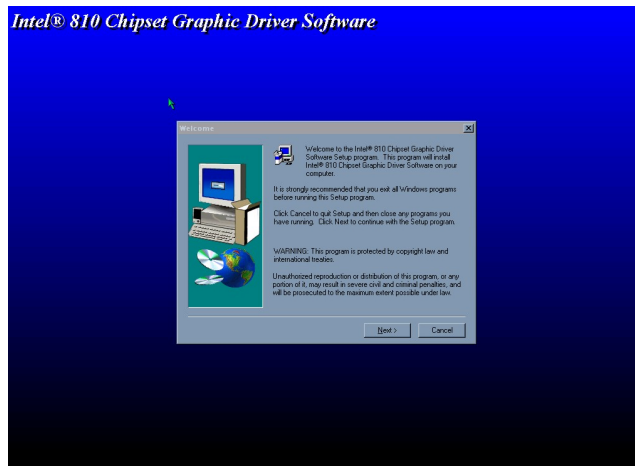 Intel® 810 Chipset Graphic Driver Software
Welcome
Welcome to the Intel® 810 Chipset Graphic Driver
Software Setup program. This program will install
Intel® 810 Chipset Graphic Driver Software on your
computer.
It is strongly recommended that you exit all Windows programs
before running this Setup program.
Click Cancel to quit Setup and then close any programs you
have running. Click Next to continue with the Setup program.
WARNING: This program is protected by copyright law and
international treaties.
Unauthorized reproduction or distribution of this program, or any
portion of it, may result in severe civil and criminal penalties, and
will be prosecuted to the maximum extent possible under law.
Next >
Cancel